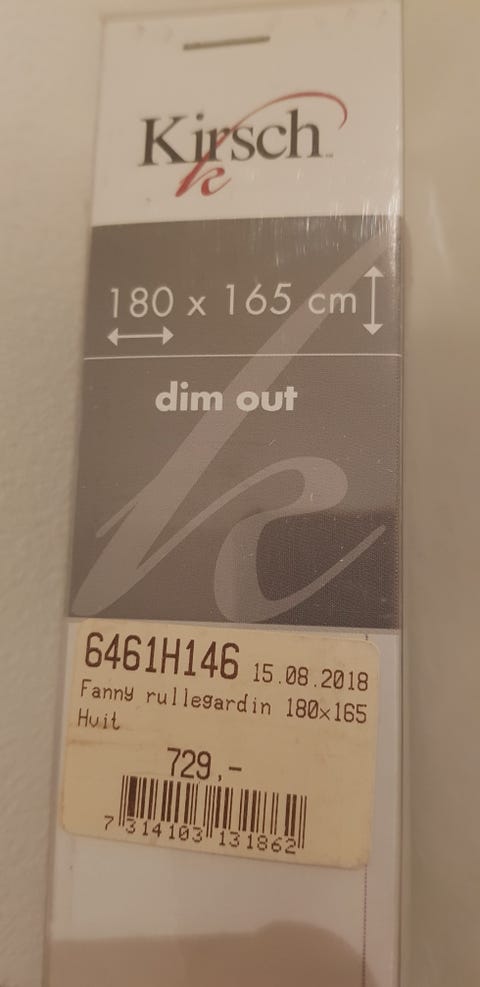 Kirsch
k
180 x 165 cm
dim out
k
6461H146 15.08.2018
Fanny rullegardin 180x165
Hvit
729,-
7 314103 131862